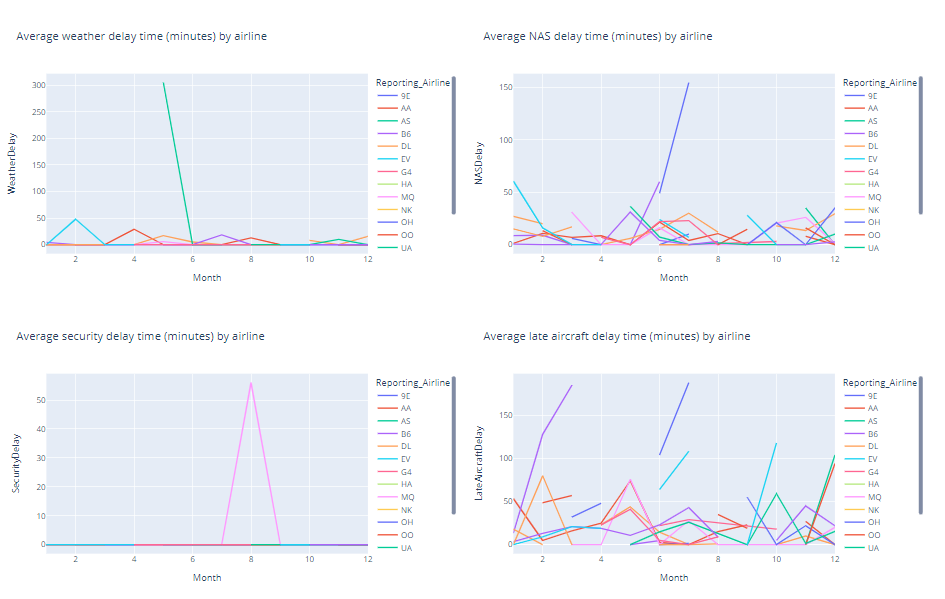 Average weather delay time (minutes) by airline
WeatherDelay
300
250
200
150
100
50
0
2 4 6 8 10 12
Month
Reporting_Airline
9E
AA
AS
B6
DL
EV
G4
HA
MQ
NK
OH
OO
UA
Average NAS delay time (minutes) by airline
NASDelay
150
100
50
0
2 4 6 8 10 12
Month
Reporting_Airline
9E
AA
AS
B6
DL
EV
G4
HA
MQ
NK
OH
OO
UA
Average security delay time (minutes) by airline
SecurityDelay
50
40
30
20
10
0
2 4 6 8 10 12
Month
Reporting_Airline
9E
AA
AS
B6
DL
EV
G4
HA
MQ
NK
OH
OO
UA
Average late aircraft delay time (minutes) by airline
LateAircraftDelay
150
100
50
0
2 4 6 8 10 12
Month
Reporting_Airline
9E
AA
AS
B6
DL
EV
G4
HA
MQ
NK
OH
OO
UA